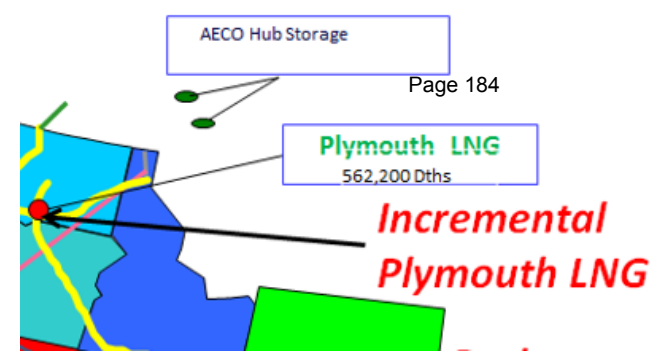 AECO Hub Storage
Page 184
Plymouth LNG
562,200 Dths
Incremental
Plymouth LNG